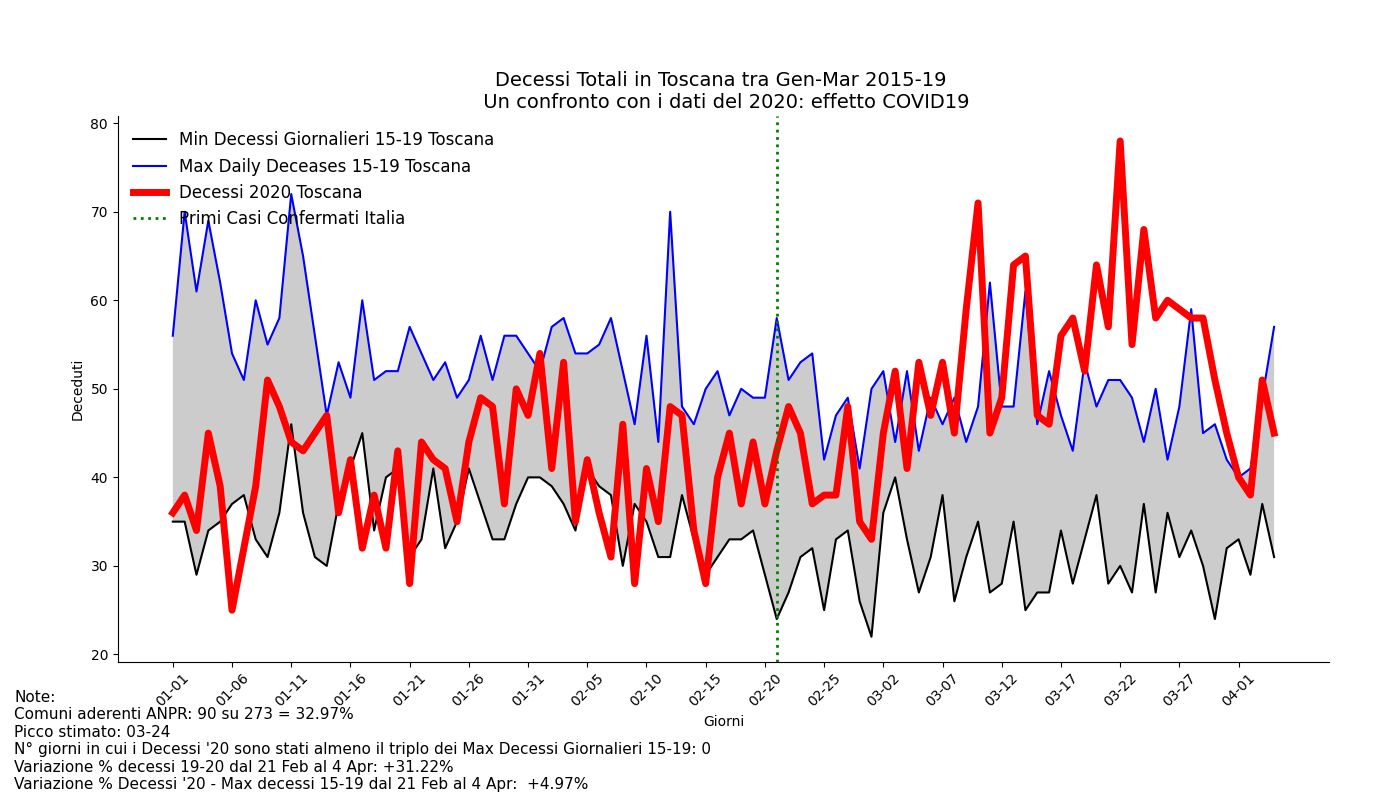 Decessi Totali in Toscana tra Gen-Mar 2015-19
Un confronto con i dati del 2020: effetto COVID19
Min Decessi Giornalieri 15-19 Toscana
Max Daily Deceases 15-19 Toscana
Decessi 2020 Toscana
Primi Casi Confermati Italia
80
70
60
50
40
30
20
Deceduti
01-01
01-06
01-11
01-16
01-21
01-26
01-31
02-05
02-10
02-15
02-20
02-25
03-02
03-07
03-12
03-17
03-22
03-27
04-01
Giorni
Note:
Comuni aderenti ANPR: 90 su 273 = 32.97%
Picco stimato: 03-24
N° giorni in cui i Decessi '20 sono stati almeno il triplo dei Max Decessi Giornalieri 15-19: 0
Variazione % decessi 19-20 dal 21 Feb al 4 Apr: +31.22%
Variazione % Decessi '20 - Max decessi 15-19 dal 21 Feb al 4 Apr:  +4.97%